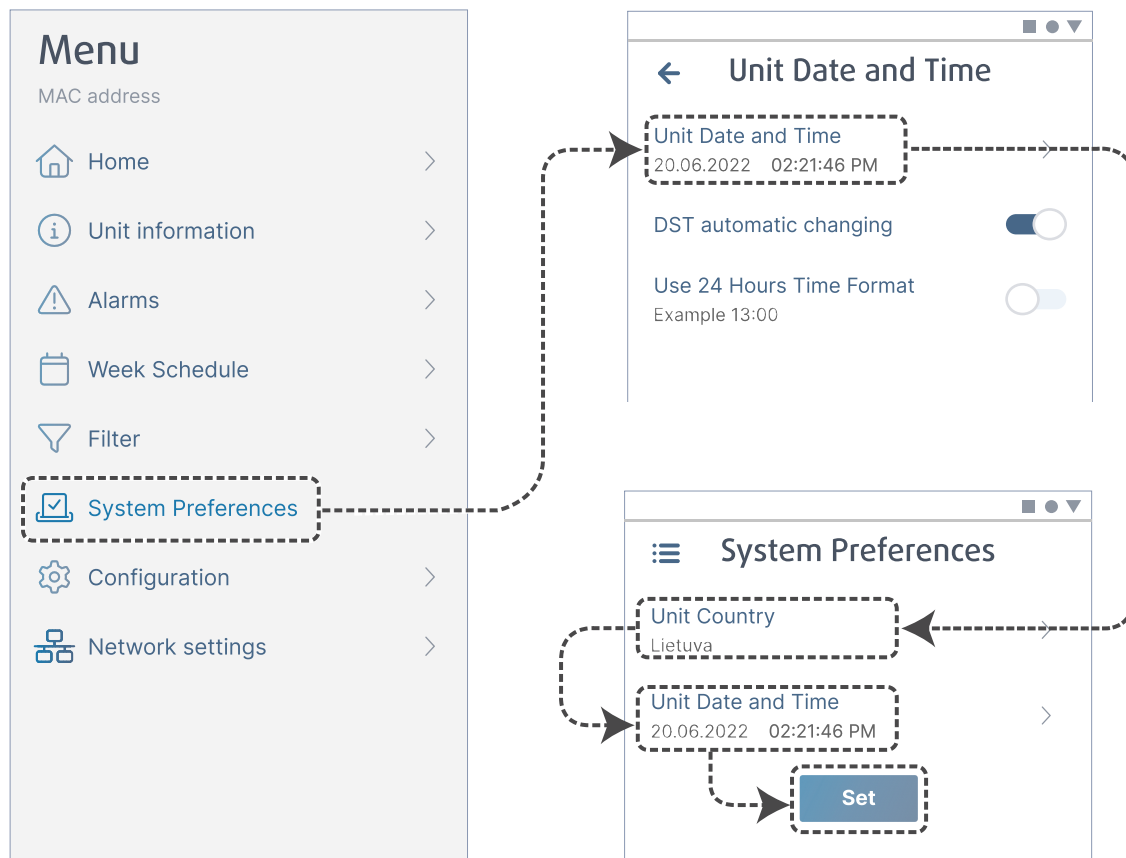 Menu
MAC address
Home
Unit information
Alarms
Week Schedule
Filter
System Preferences
Configuration
Network settings
Unit Date and Time
Unit Date and Time
20.06.2022 02:21:46 PM
DST automatic changing
Use 24 Hours Time Format
Example 13:00
System Preferences
Unit Country
Lietuva
Unit Date and Time
20.06.2022 02:21:46 PM
Set